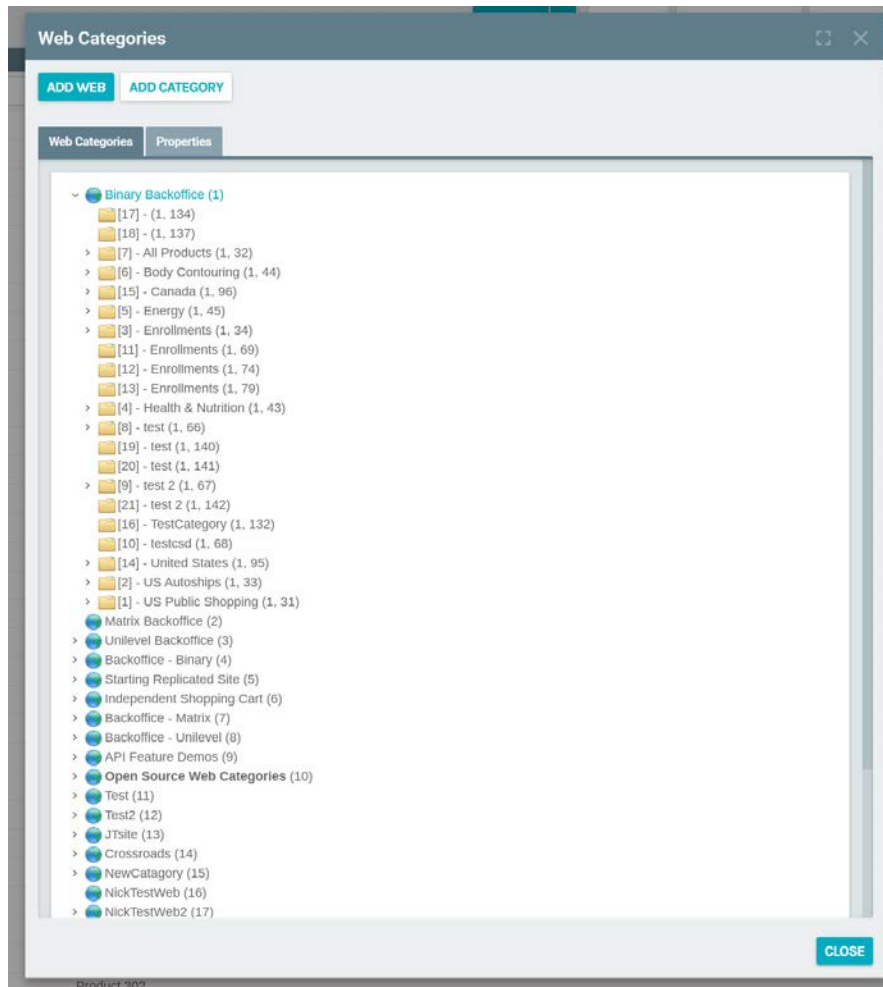 Web Categories
ADD WEB ADD CATEGORY
Web Categories Properties
Binary Backoffice (1)
[17] - (1, 134)
[18] - (1, 137)
[7] - All Products (1, 32)
[6] - Body Contouring (1, 44)
[15] - Canada (1, 96)
[5] - Energy (1, 45)
[3] - Enrollments (1, 34)
[11] - Enrollments (1, 69)
[12] - Enrollments (1, 74)
[13] - Enrollments (1, 79)
[4] - Health & Nutrition (1, 43)
[8] - test (1, 66)
[19] - test (1, 140)
[20] - test (1, 141)
[9] - test 2 (1, 67)
[21] - test 2 (1, 142)
[16] - TestCategory (1, 132)
[10] - testcsd (1, 68)
[14] - United States (1, 95)
[2] - US Autoships (1, 33)
[1] - US Public Shopping (1, 31)
Matrix Backoffice (2)
Unilevel Backoffice (3)
Backoffice - Binary (4)
Starting Replicated Site (5)
Independent Shopping Cart (6)
Backoffice - Matrix (7)
Backoffice - Unilevel (8)
API Feature Demos (9)
Open Source Web Categories (10)
Test (11)
Test2 (12)
JTsite (13)
Crossroads (14)
NewCatagory (15)
NickTestWeb (16)
NickTestWeb2 (17)
CLOSE